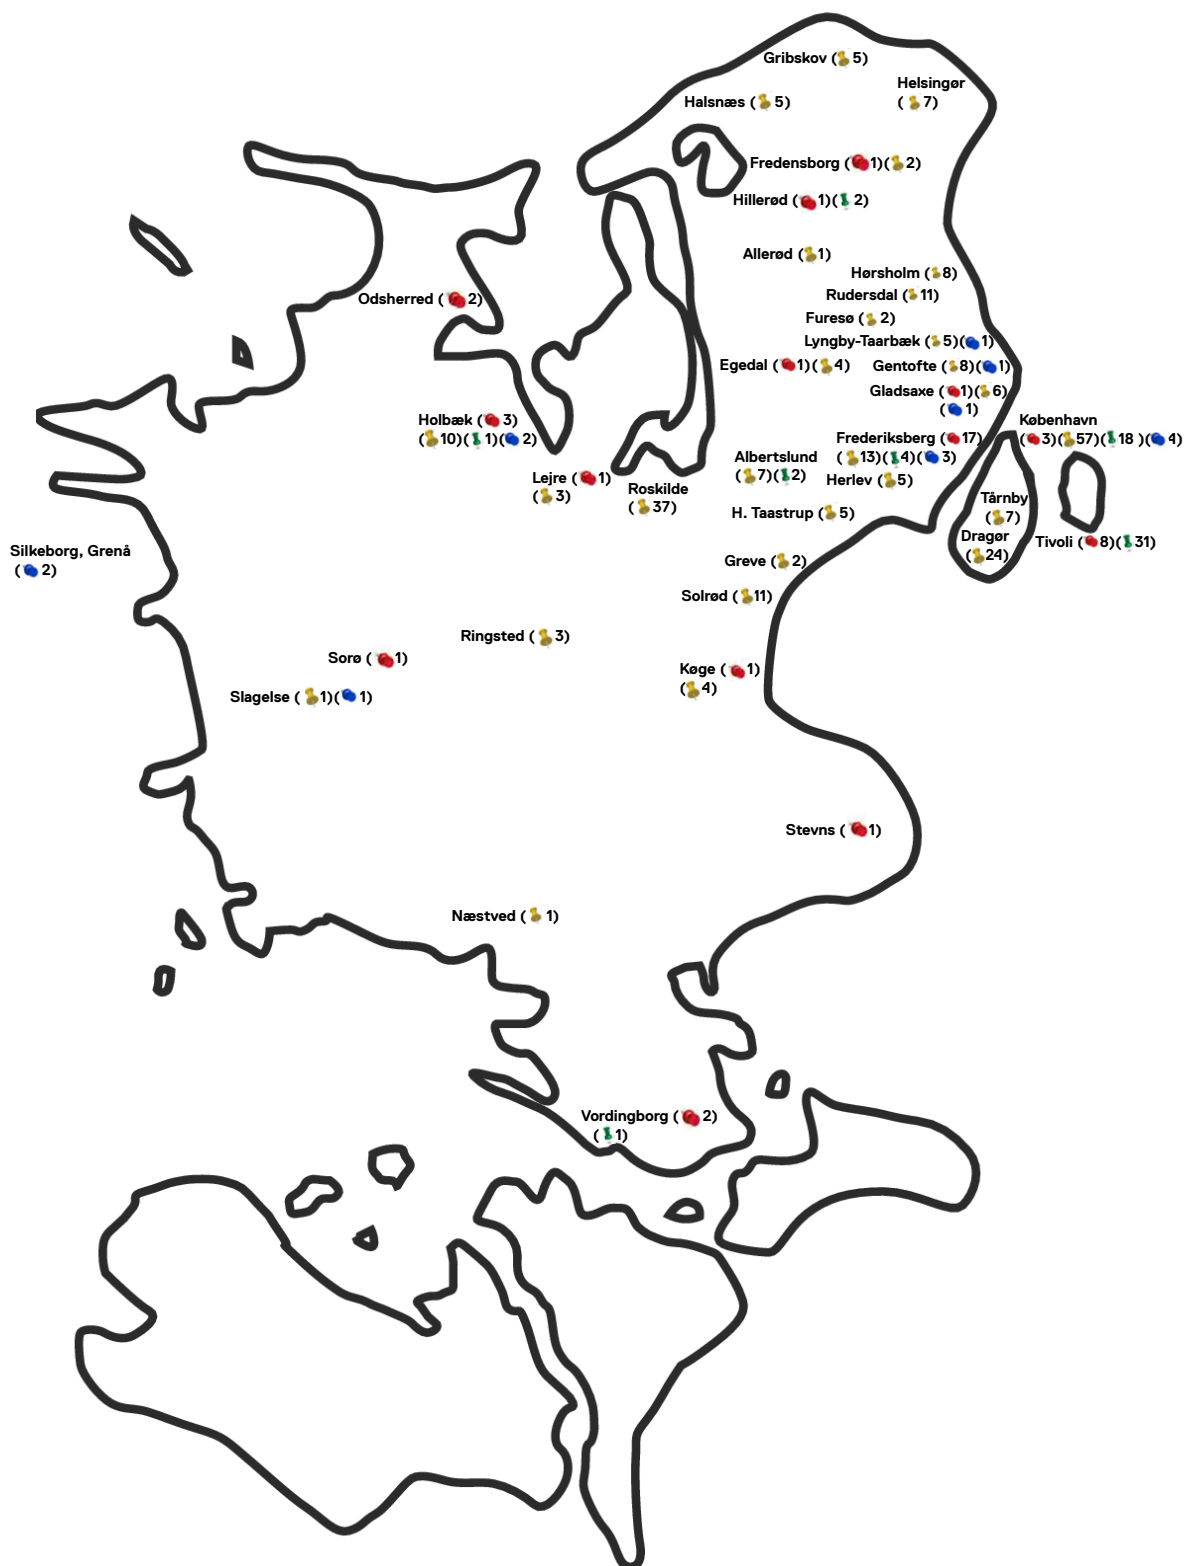 Gribskov (5)
Helsingør
(7)
Halsnæs (5)
Fredensborg (1)(2)
Hillerød (1)(2)
Allerød (1)
Hørsholm (8)
Rudersdal (11)
Odsherred (2)
Furesø (2)
Lyngby-Taarbæk (5)(1)
Egedal (1)(4)
Gentofte (8)(1)
Gladsaxe (1)(6)
(1)
Holbæk (3)
(10)(1)(2)
København
(3)(57)(18)(4)
Frederiksberg (17)
(13)(4)(3)
Albertslund
(7)(2)
Herlev (5)
Lejre (1)
(3)
Roskilde
(37)
H. Taastrup (5)
Tårnby
(7)
Dragør
(24)
Tivoli (8)(31)
Silkeborg, Grenå
(2)
Greve (2)
Solrød (11)
Ringsted (3)
Sorø (1)
Køge (1)
(4)
Slagelse (1)(1)
Stevns (1)
Næstved (1)
Vordingborg (2)
(1)